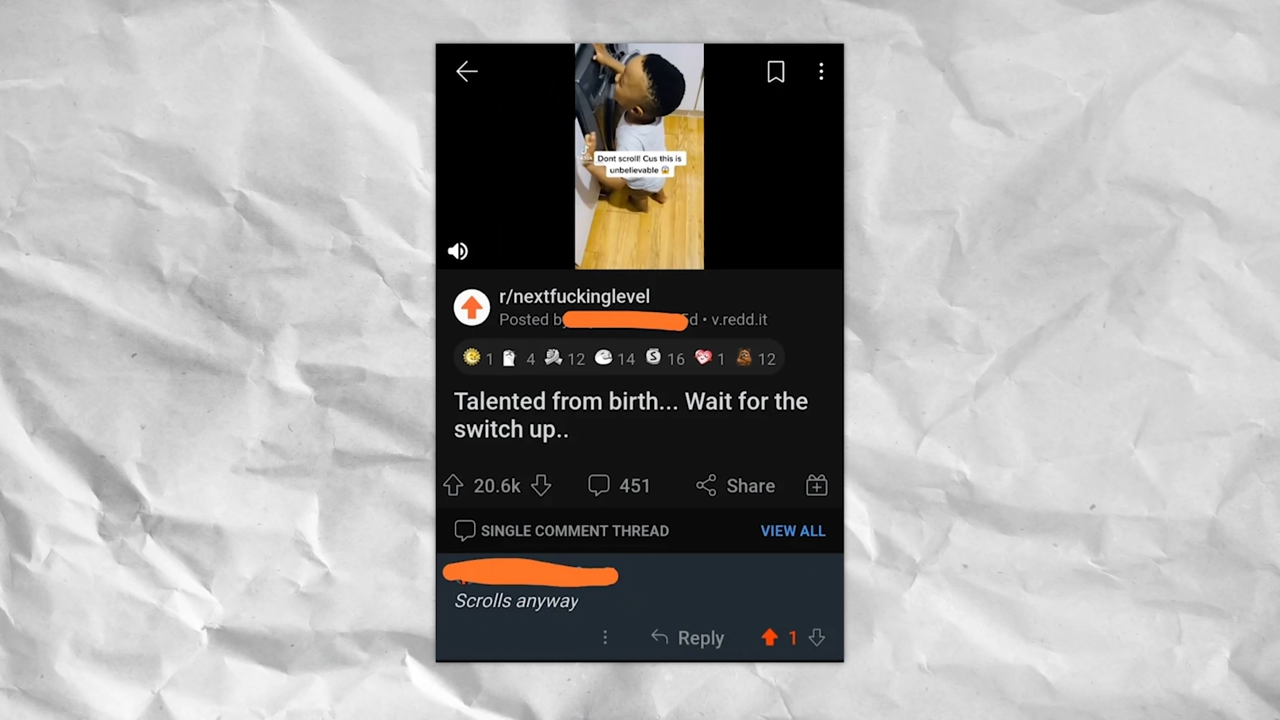 Dont scroll! Cus this is
unbelievable 😱
r/nextfuckinglevel
Posted b d • v.redd.it
1 4 12 14 16 1 12
Talented from birth... Wait for the
switch up..
20.6k 451 Share
SINGLE COMMENT THREAD VIEW ALL
Scrolls anyway
Reply 1